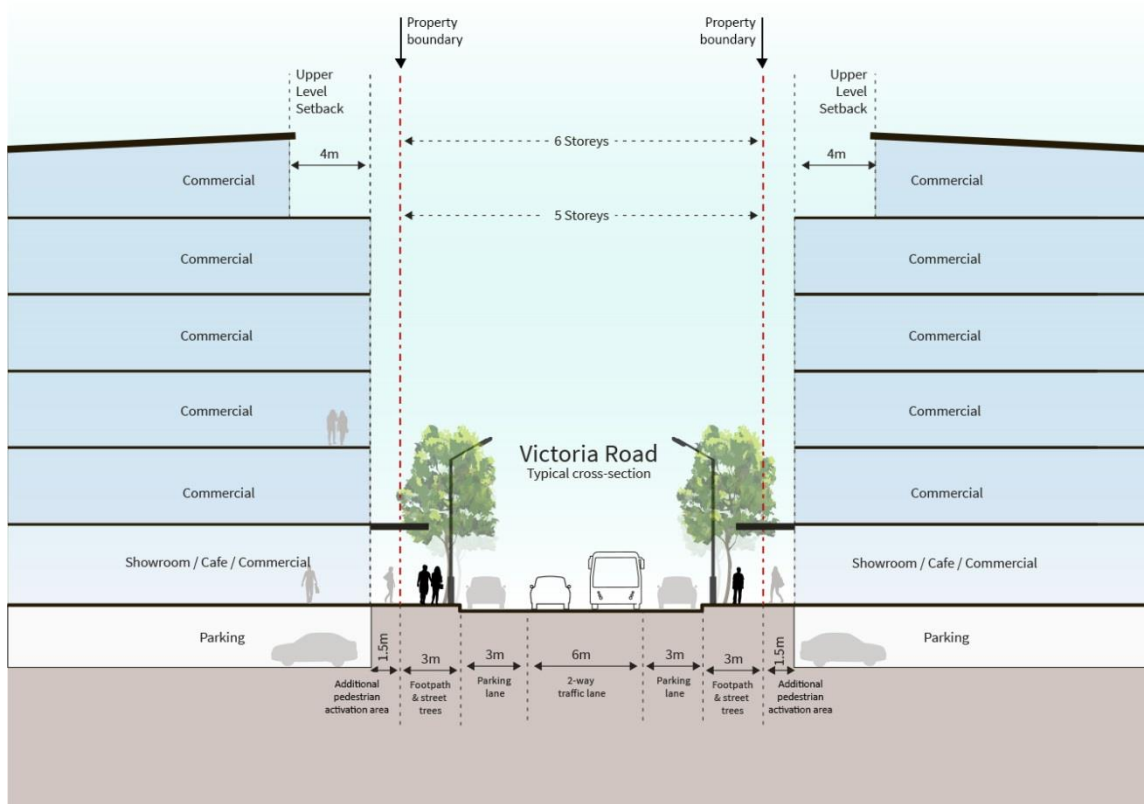 Property
boundary
Property
boundary
Upper
Level
Setback
Upper
Level
Setback
6 Storeys
4m
4m
Commercial
Commercial
5 Storeys
Commercial
Commercial
Commercial
Commercial
Commercial
Commercial
Victoria Road
Typical cross-section
Commercial
Commercial
Showroom / Cafe / Commercial
Showroom / Cafe / Commercial
Parking
Parking
1.5m
3m
3m
6m
3m
3m
1.5m
Additional
pedestrian
activation area
Footpath
& street
trees
Parking
lane
2-way
traffic lane
Parking
lane
Footpath
& street
trees
Additional
pedestrian
activation area